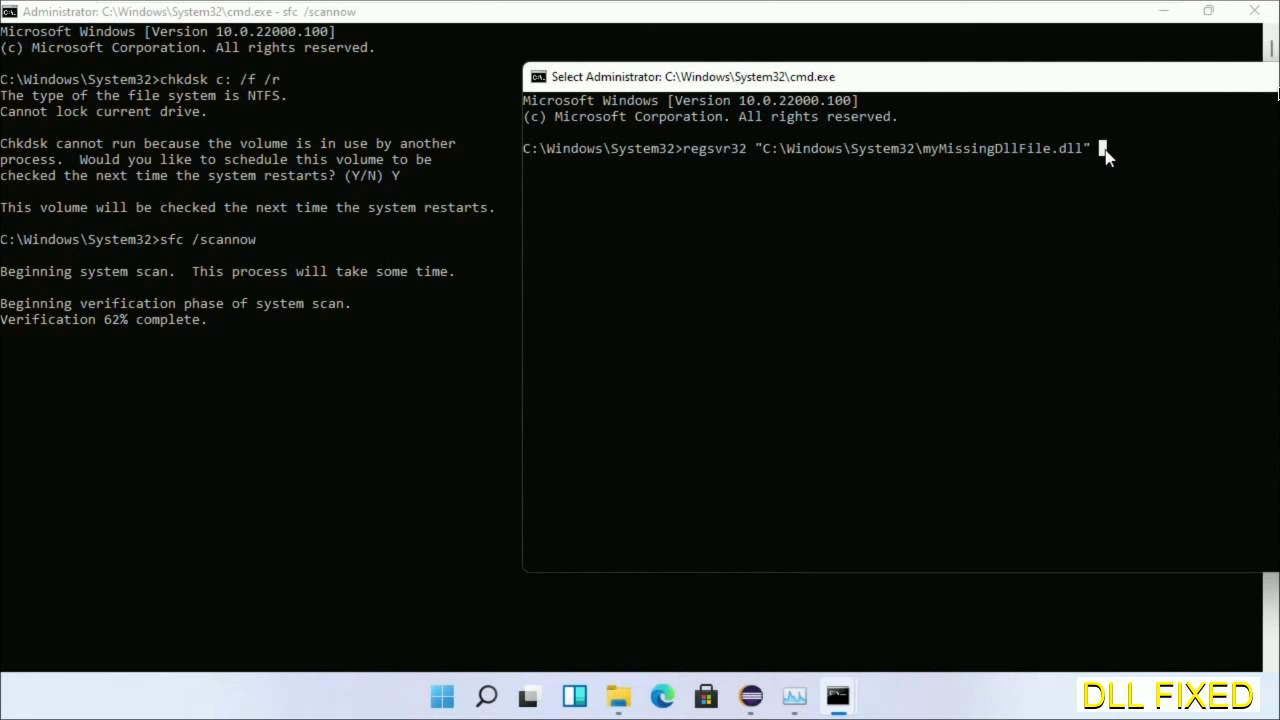 Administrator: C:\Windows\System32\cmd.exe - sfc /scannow
Microsoft Windows [Version 10.0.22000.100]
(c) Microsoft Corporation. All rights reserved.
C:\Windows\System32>chkdsk c: /f /r
The type of the file system is NTFS.
Cannot lock current drive.
Chkdsk cannot run because the volume is in use by another
process.  Would you like to schedule this volume to be
checked the next time the system restarts? (Y/N) Y
This volume will be checked the next time the system restarts.
C:\Windows\System32>sfc /scannow
Beginning system scan.  This process will take some time.
Beginning verification phase of system scan.
Verification 62% complete.
Select Administrator: C:\Windows\System32\cmd.exe
Microsoft Windows [Version 10.0.22000.100]
(c) Microsoft Corporation. All rights reserved.
C:\Windows\System32>regsvr32 "C:\Windows\System32\myMissingDllFile.dll"
DLL FIXED